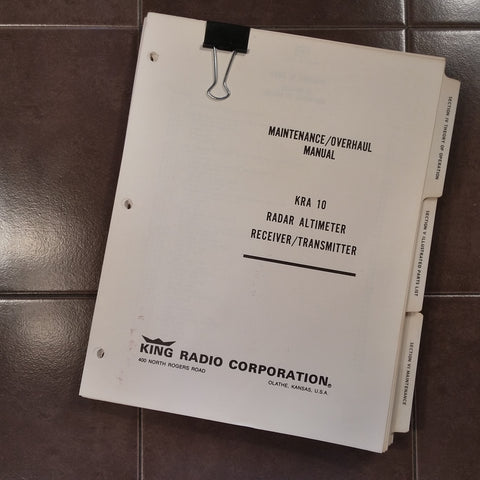 MAINTENANCE/OVERHAUL
MANUAL
KRA 10
RADAR ALTIMETER
RECEIVER/TRANSMITTER
KING RADIO CORPORATION®
400 NORTH ROGERS ROAD
OLATHE, KANSAS, U.S.A.
SECTION IV THEORY OF OPERATION
SECTION V ILLUSTRATED PARTS LIST
SECTION VI MAINTENANCE